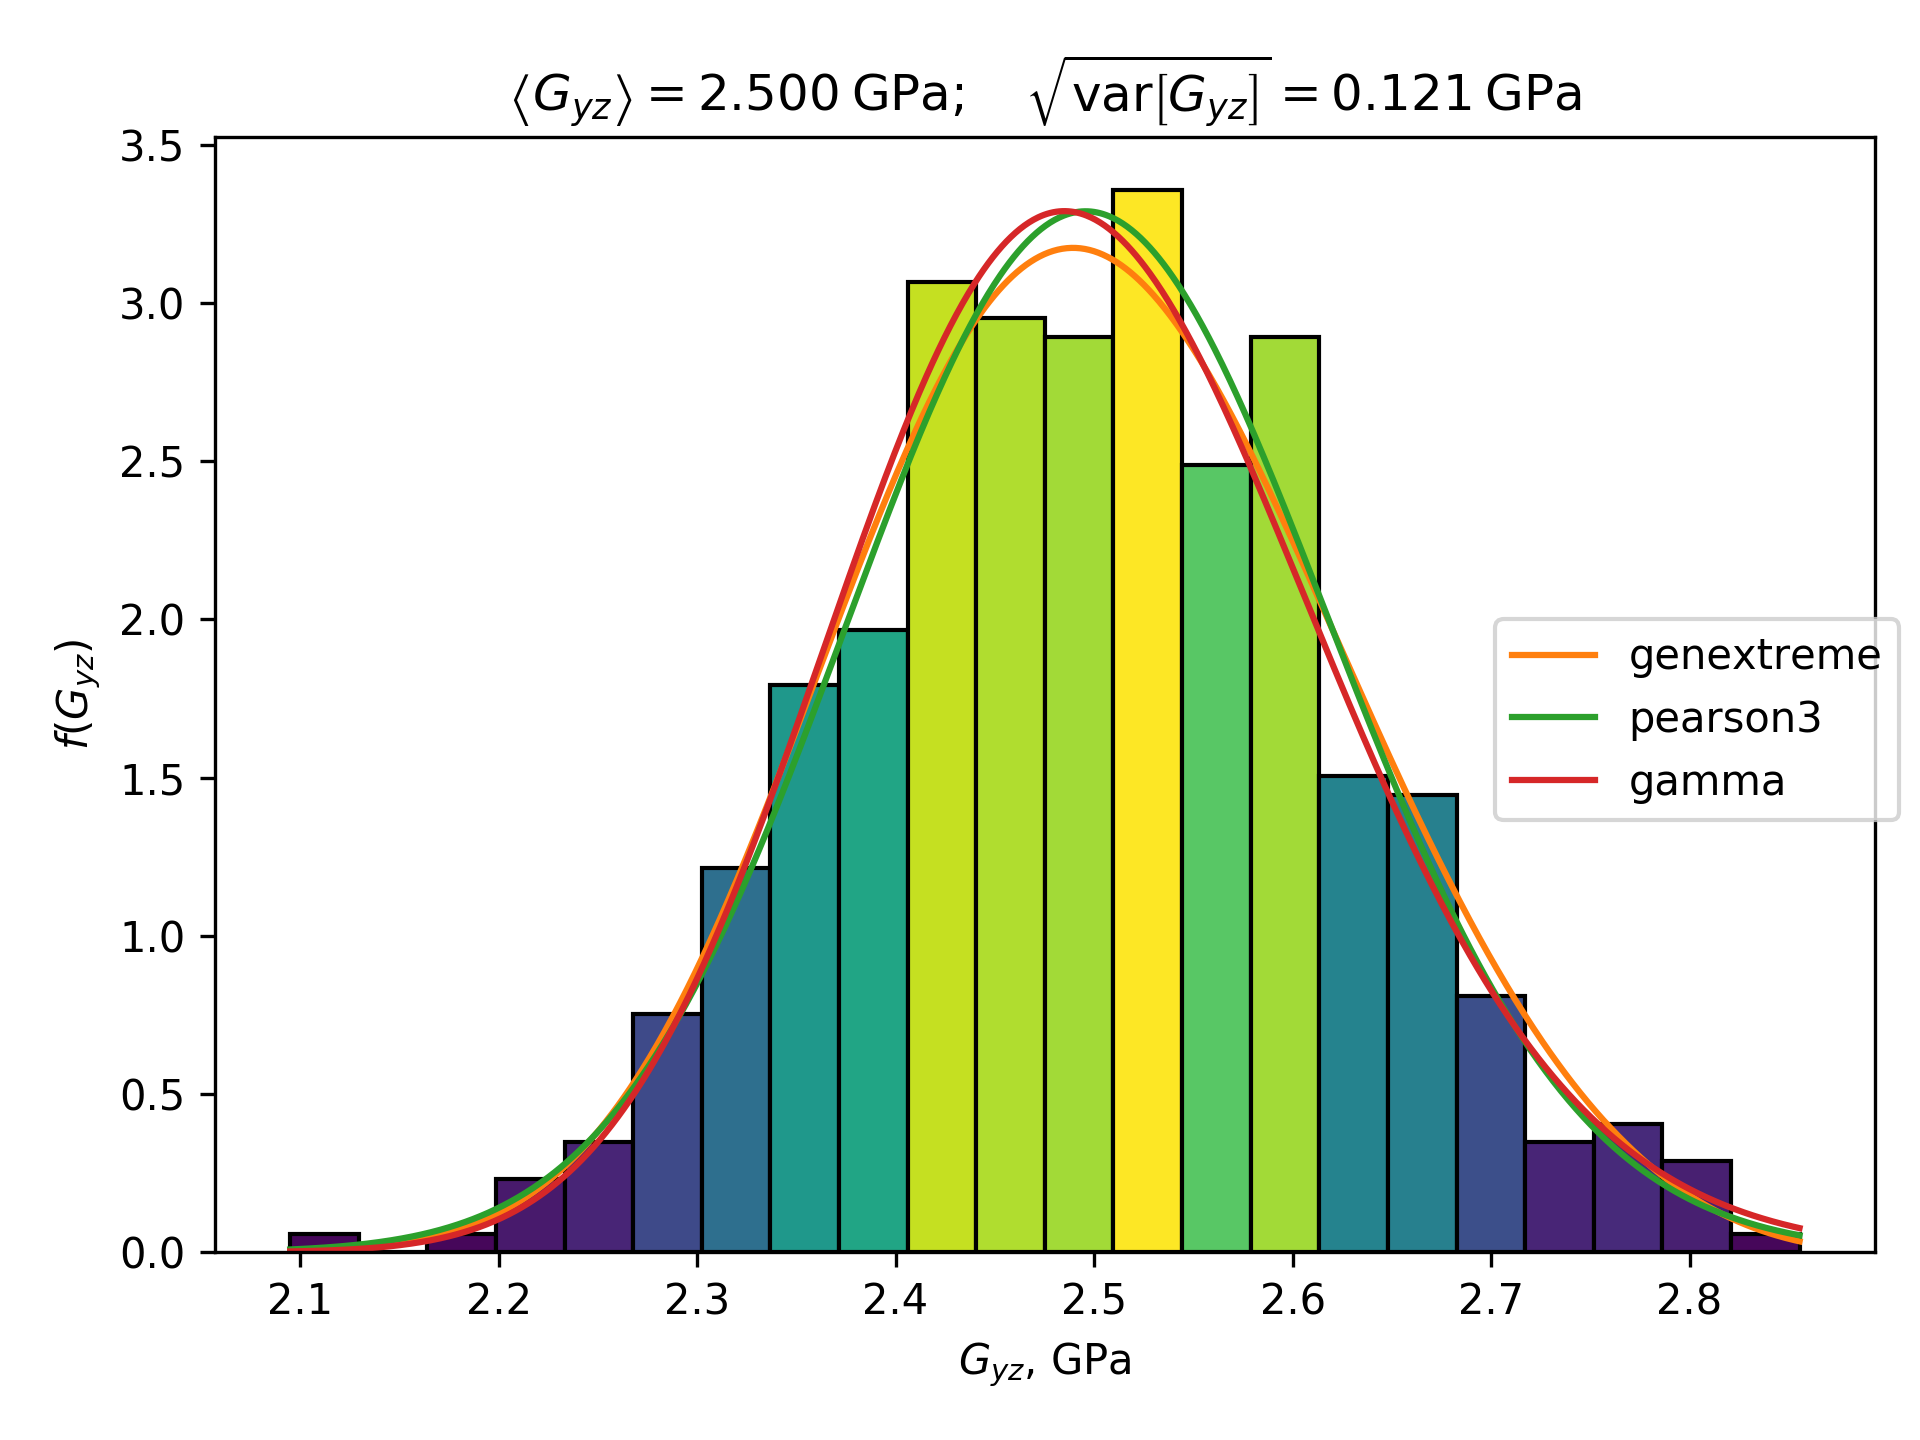 ⟨G_yz⟩ = 2.500 GPa; √var[G_yz] = 0.121 GPa
3.5
3.0
2.5
2.0
1.5
1.0
0.5
0.0
f(G_yz)
genextreme
pearson3
gamma
2.1 2.2 2.3 2.4 2.5 2.6 2.7 2.8
G_yz, GPa